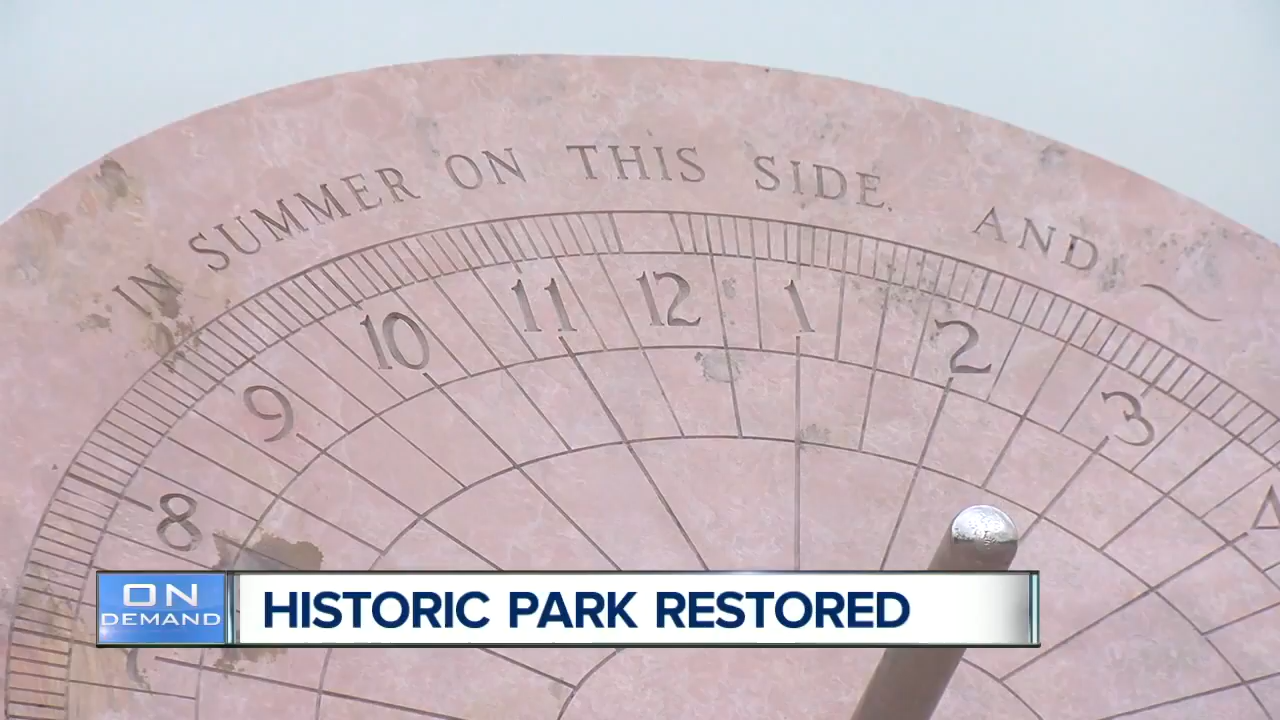 IN SUMMER ON THIS SIDE. AND
8 9 10 11 12 1 2 3
ON
DEMAND
HISTORIC PARK RESTORED